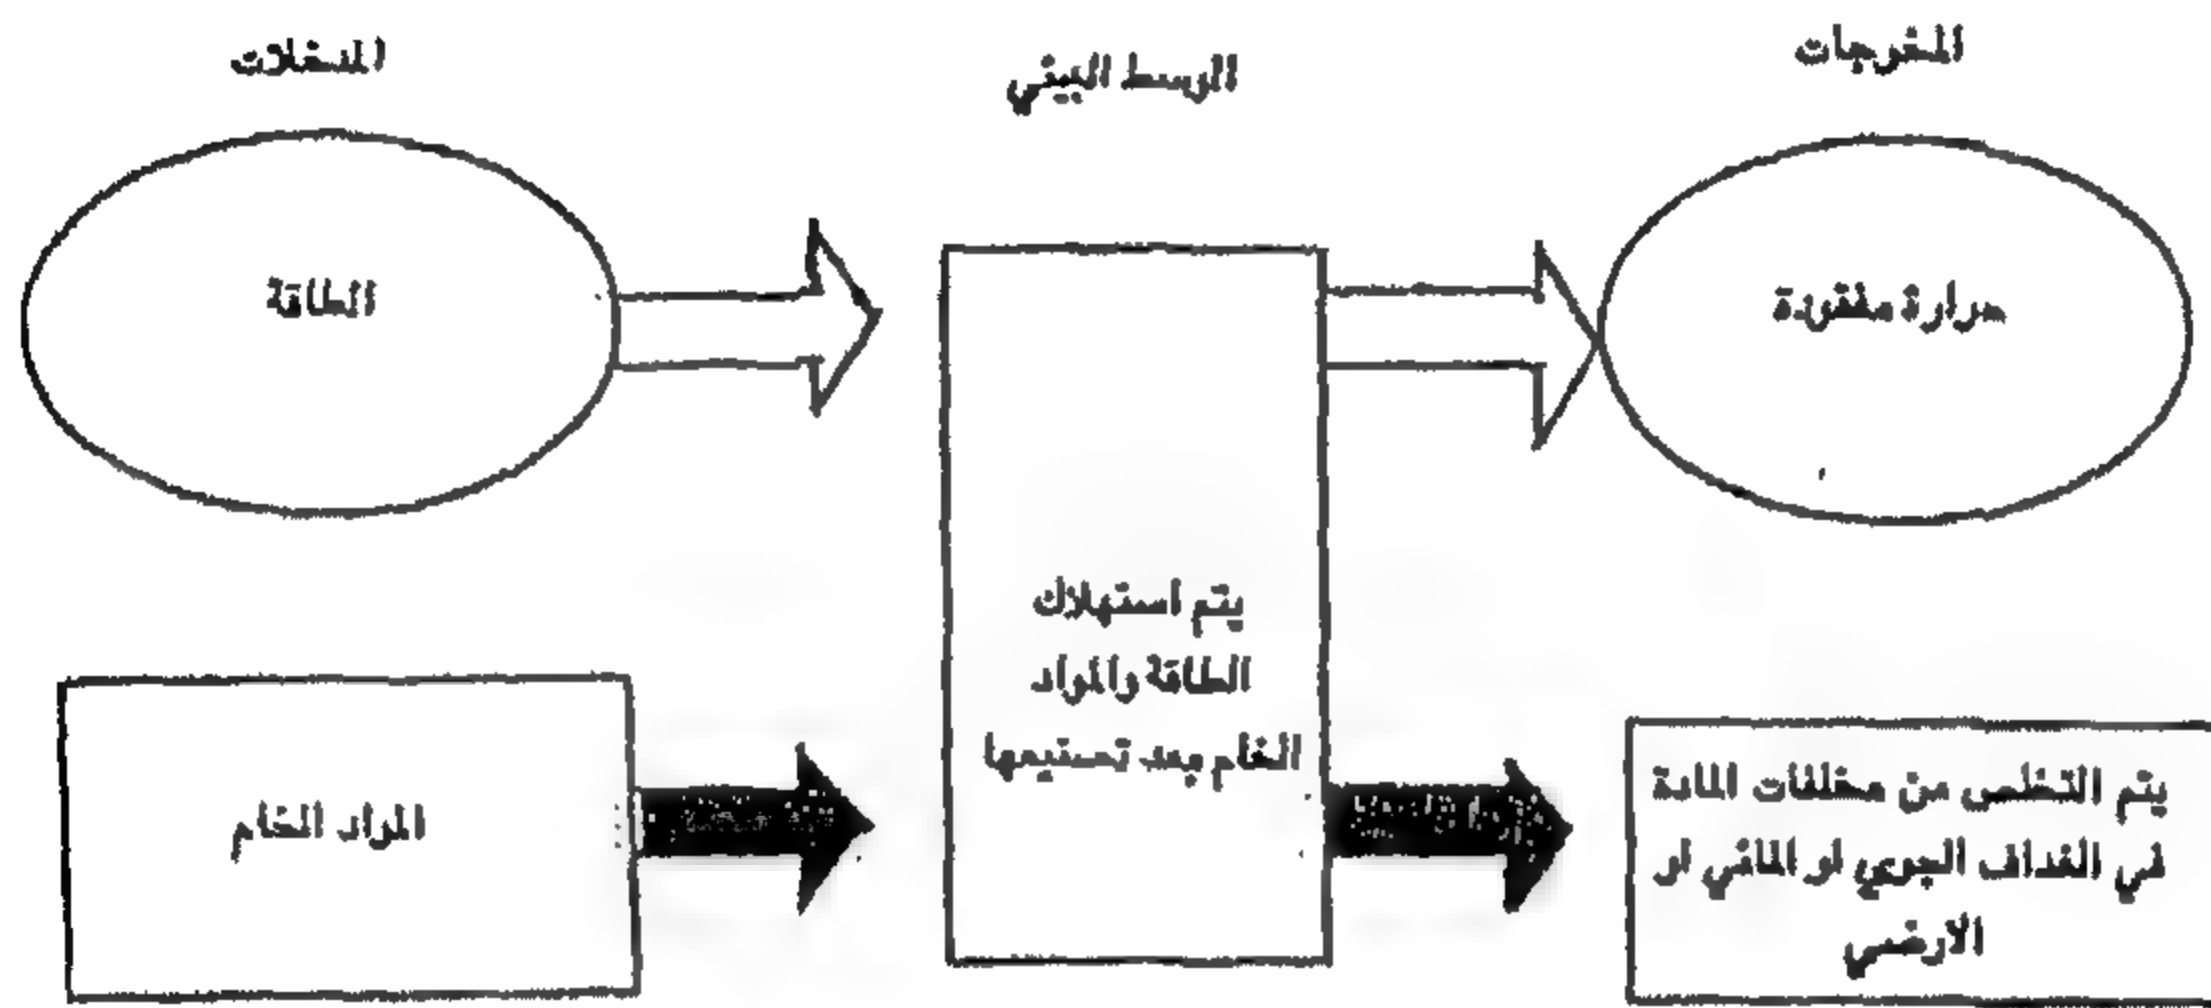 المدخلات
الوسط البيئي
المخرجات
الطاقة
حرارة مفقودة
يتم استهلاك
الطاقة والمواد
الخام بعد تصنيعها
المواد الخام
يتم التخلص من مخلفات المادة
في الغلاف الجوي او المائي او
الارضي